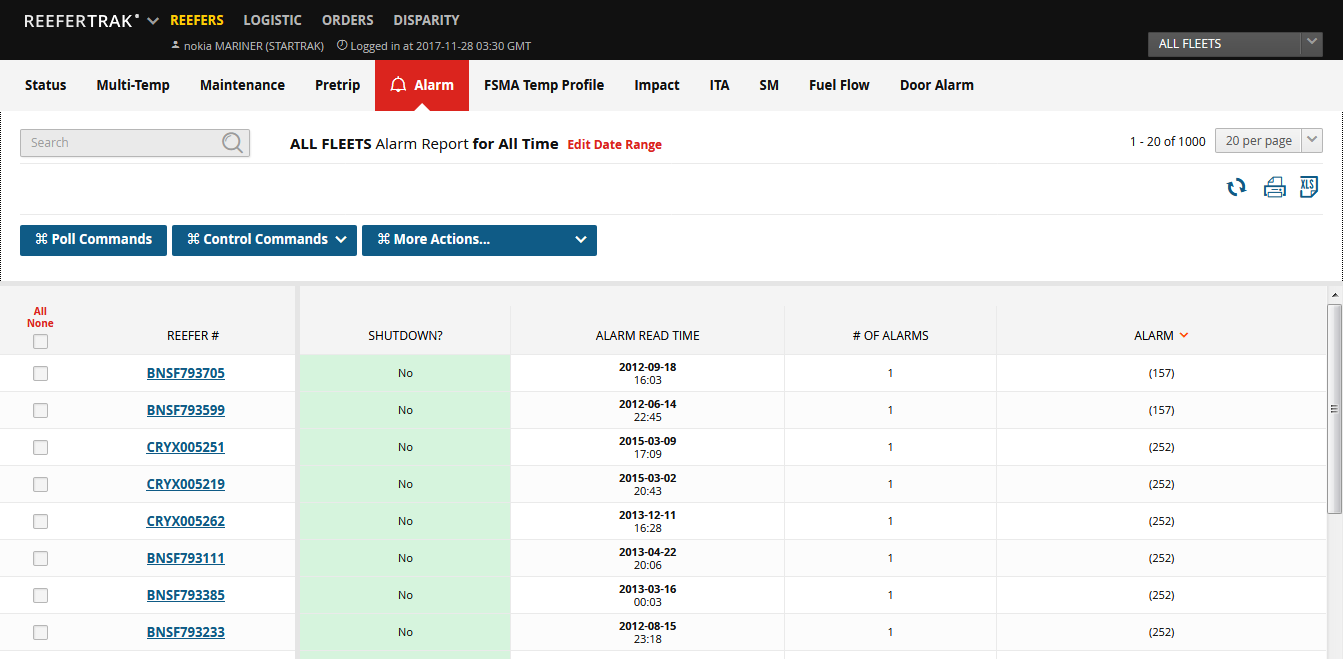 REEFERTRAK REEFERS LOGISTIC ORDERS DISPARITY
nokia MARINER (STARTRAK) Logged in at 2017-11-28 03:30 GMT
ALL FLEETS
Status Multi-Temp Maintenance Pretrip Alarm FSMA Temp Profile Impact ITA SM Fuel Flow Door Alarm
Search ALL FLEETS Alarm Report for All Time Edit Date Range 1 - 20 of 1000 20 per page
XLS
⌘ Poll Commands ⌘ Control Commands ⌘ More Actions...
All
None
REEFER # SHUTDOWN? ALARM READ TIME # OF ALARMS ALARM
BNSF793705 No 2012-09-18 1 (157)
16:03
BNSF793599 No 2012-06-14 1 (157)
22:45
CRYX005251 No 2015-03-09 1 (252)
17:09
CRYX005219 No 2015-03-02 1 (252)
20:43
CRYX005262 No 2013-12-11 1 (252)
16:28
BNSF793111 No 2013-04-22 1 (252)
20:06
BNSF793385 No 2013-03-16 1 (252)
00:03
BNSF793233 No 2012-08-15 1 (252)
23:18